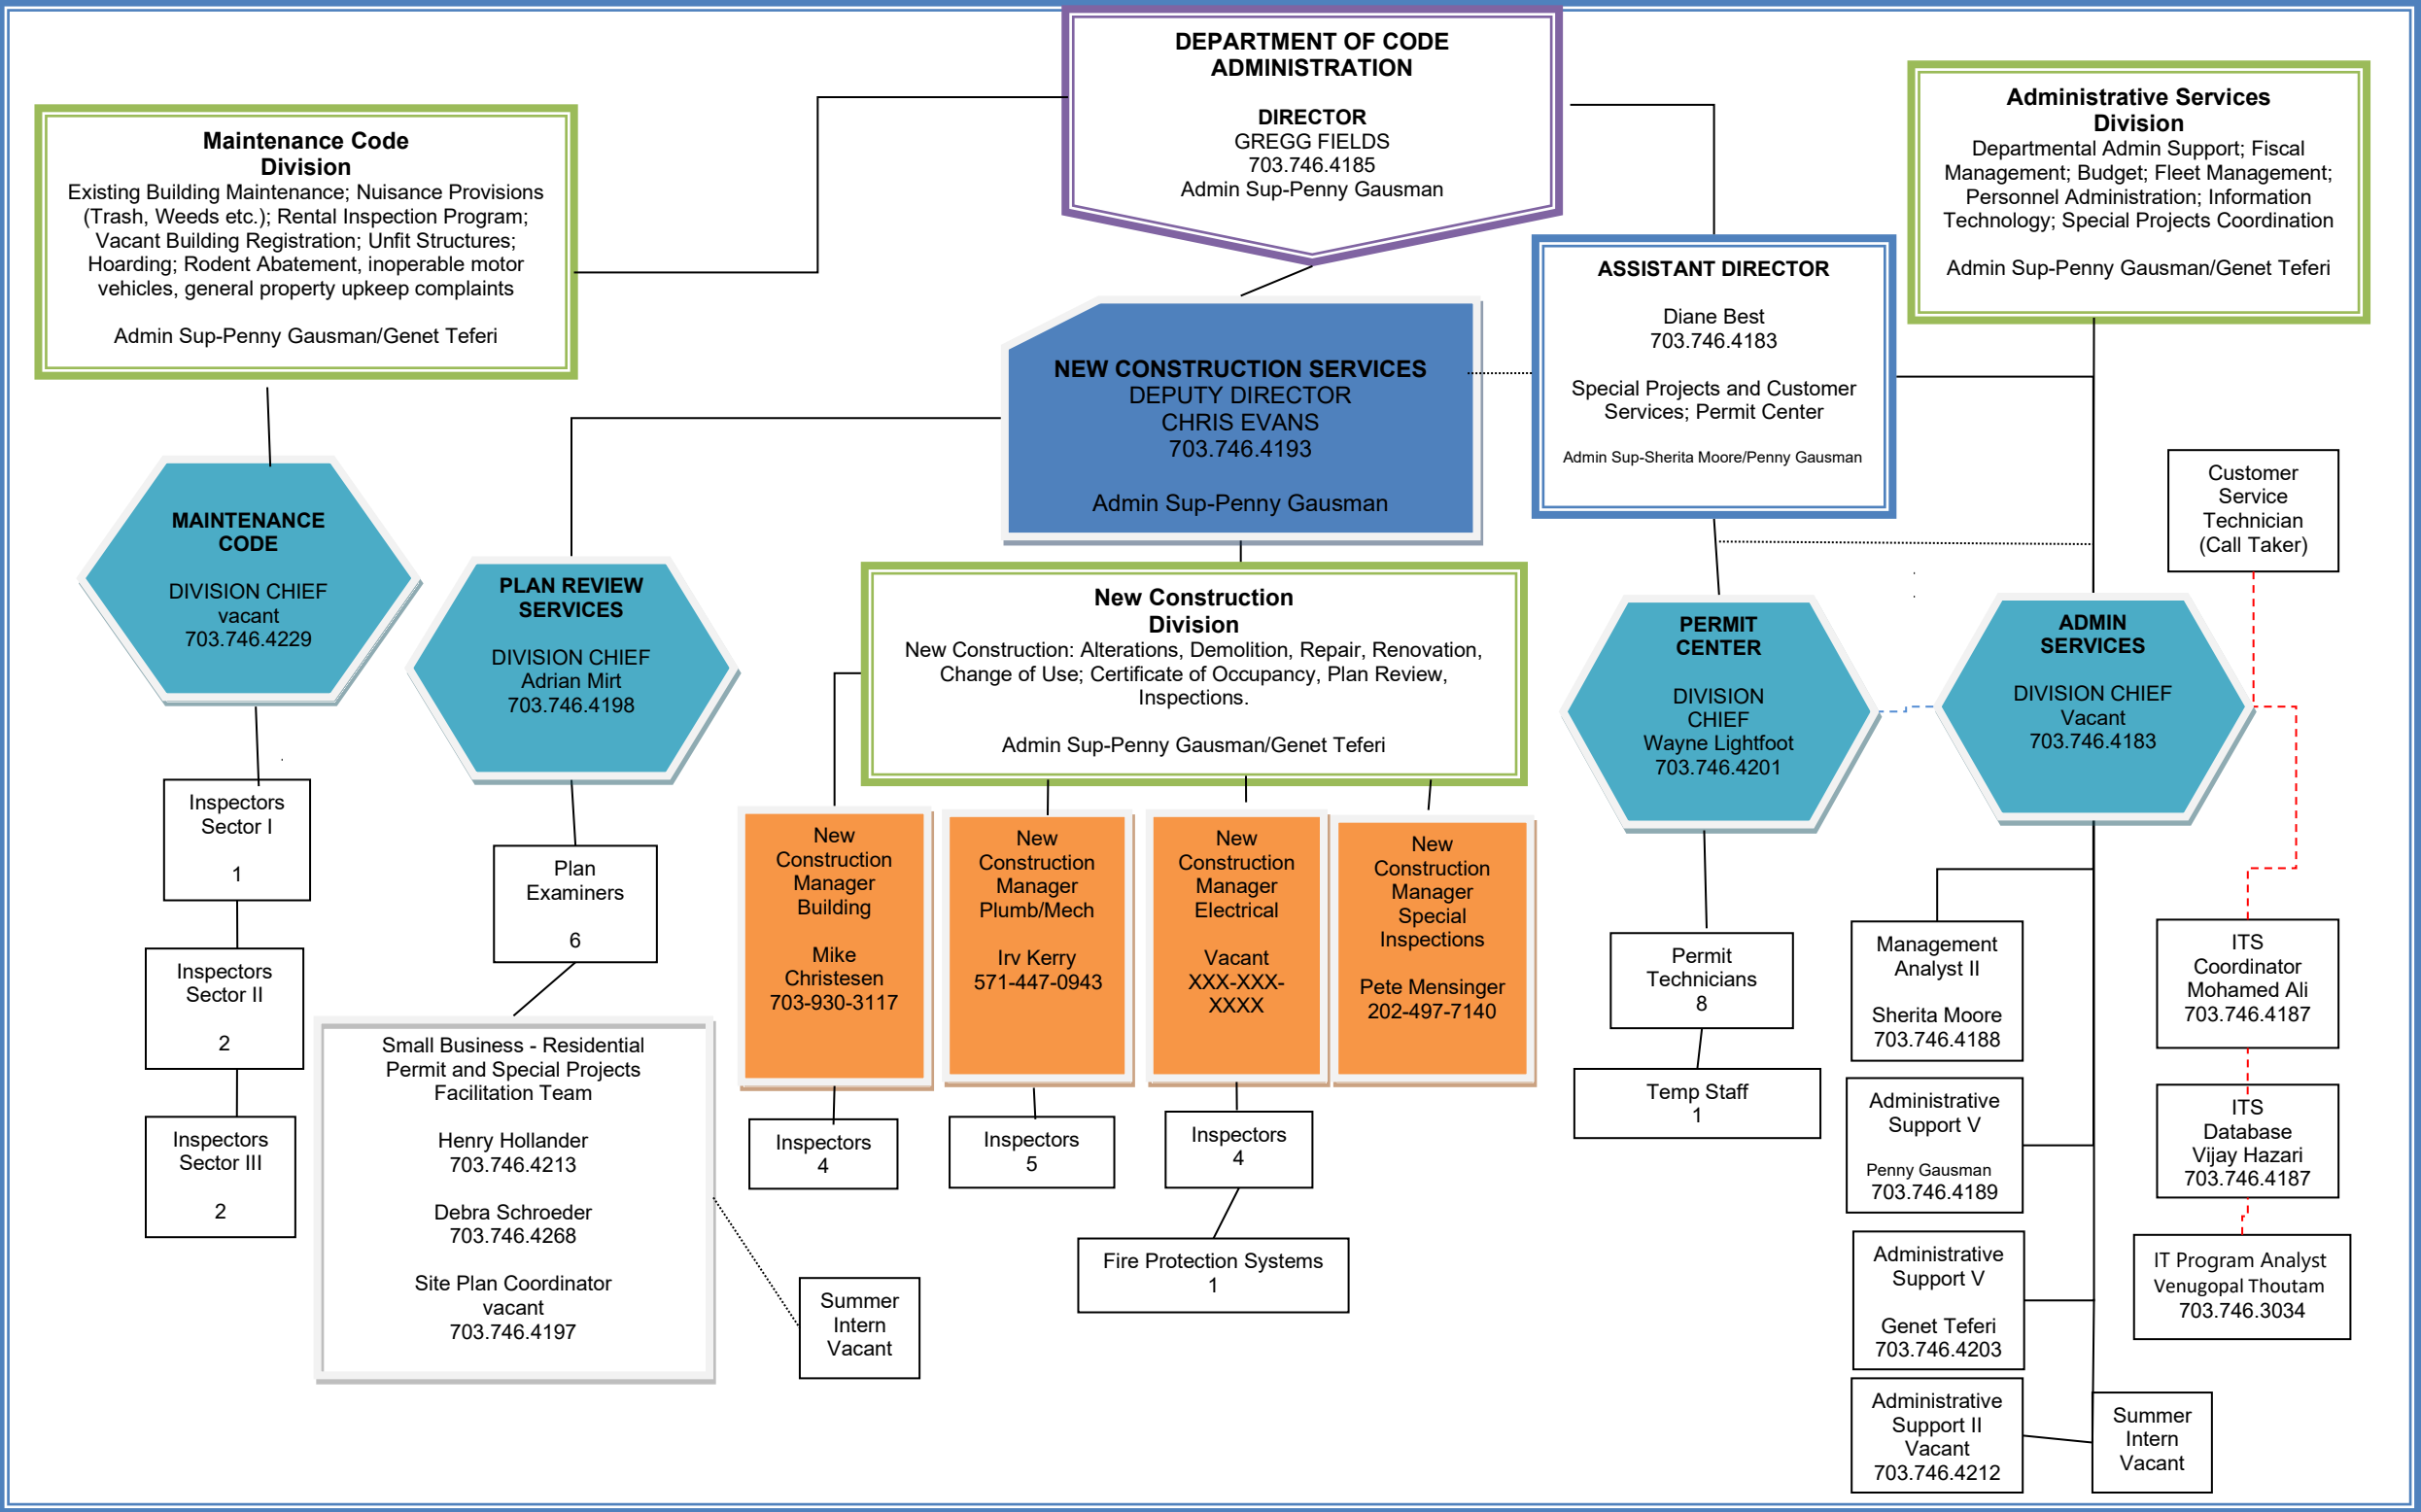 DEPARTMENT OF CODE
ADMINISTRATION
DIRECTOR
GREGG FIELDS
703.746.4185
Admin Sup-Penny Gausman
Maintenance Code
Division
Existing Building Maintenance; Nuisance Provisions
(Trash, Weeds etc.); Rental Inspection Program;
Vacant Building Registration; Unfit Structures;
Hoarding; Rodent Abatement, inoperable motor
vehicles, general property upkeep complaints
Admin Sup-Penny Gausman/Genet Teferi
Administrative Services
Division
Departmental Admin Support; Fiscal
Management; Budget; Fleet Management;
Personnel Administration; Information
Technology; Special Projects Coordination
Admin Sup-Penny Gausman/Genet Teferi
ASSISTANT DIRECTOR
Diane Best
703.746.4183
Special Projects and Customer
Services; Permit Center
Admin Sup-Sherita Moore/Penny Gausman
NEW CONSTRUCTION SERVICES
DEPUTY DIRECTOR
CHRIS EVANS
703.746.4193
Admin Sup-Penny Gausman
Customer
Service
Technician
(Call Taker)
MAINTENANCE
CODE
DIVISION CHIEF
vacant
703.746.4229
PLAN REVIEW
SERVICES
DIVISION CHIEF
Adrian Mirt
703.746.4198
New Construction
Division
New Construction: Alterations, Demolition, Repair, Renovation,
Change of Use; Certificate of Occupancy, Plan Review,
Inspections.
Admin Sup-Penny Gausman/Genet Teferi
PERMIT
CENTER
DIVISION
CHIEF
Wayne Lightfoot
703.746.4201
ADMIN
SERVICES
DIVISION CHIEF
Vacant
703.746.4183
Inspectors
Sector I
1
Inspectors
Sector II
2
Inspectors
Sector III
2
Plan
Examiners
6
Small Business - Residential
Permit and Special Projects
Facilitation Team
Henry Hollander
703.746.4213
Debra Schroeder
703.746.4268
Site Plan Coordinator
vacant
703.746.4197
Summer
Intern
Vacant
New
Construction
Manager
Building
Mike
Christesen
703-930-3117
New
Construction
Manager
Plumb/Mech
Irv Kerry
571-447-0943
New
Construction
Manager
Electrical
Vacant
XXX-XXX-
XXXX
New
Construction
Manager
Special
Inspections
Pete Mensinger
202-497-7140
Inspectors
4
Inspectors
5
Inspectors
4
Fire Protection Systems
1
Permit
Technicians
8
Temp Staff
1
Management
Analyst II
Sherita Moore
703.746.4188
Administrative
Support V
Penny Gausman
703.746.4189
Administrative
Support V
Genet Teferi
703.746.4203
Administrative
Support II
Vacant
703.746.4212
Summer
Intern
Vacant
ITS
Coordinator
Mohamed Ali
703.746.4187
ITS
Database
Vijay Hazari
703.746.4187
IT Program Analyst
Venugopal Thoutam
703.746.3034